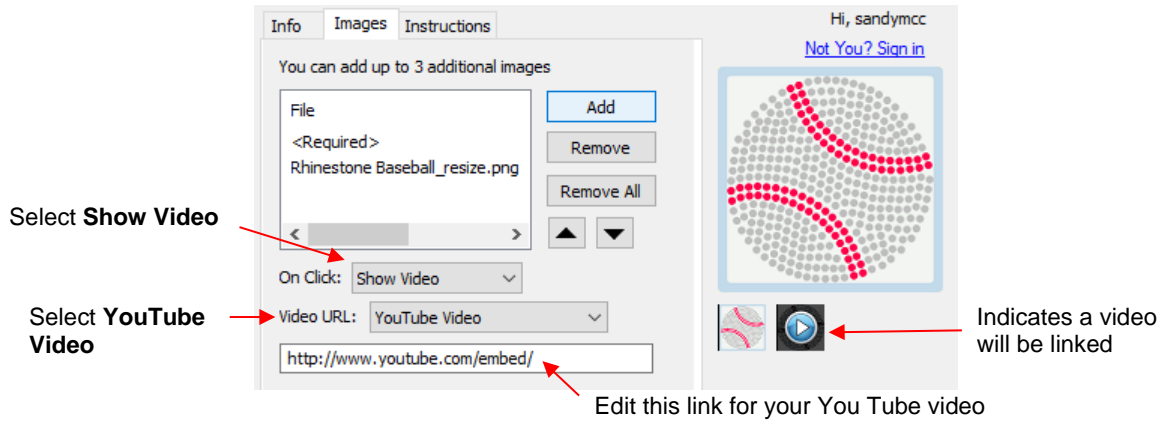 Info Images Instructions
Hi, sandymcc
Not You? Sign in
You can add up to 3 additional images
File
<Required>
Rhinestone Baseball_resize.png
Add
Remove
Remove All
Select Show Video
On Click: Show Video
Select YouTube
Video
Video URL: YouTube Video
http://www.youtube.com/embed/
Indicates a video
will be linked
Edit this link for your You Tube video